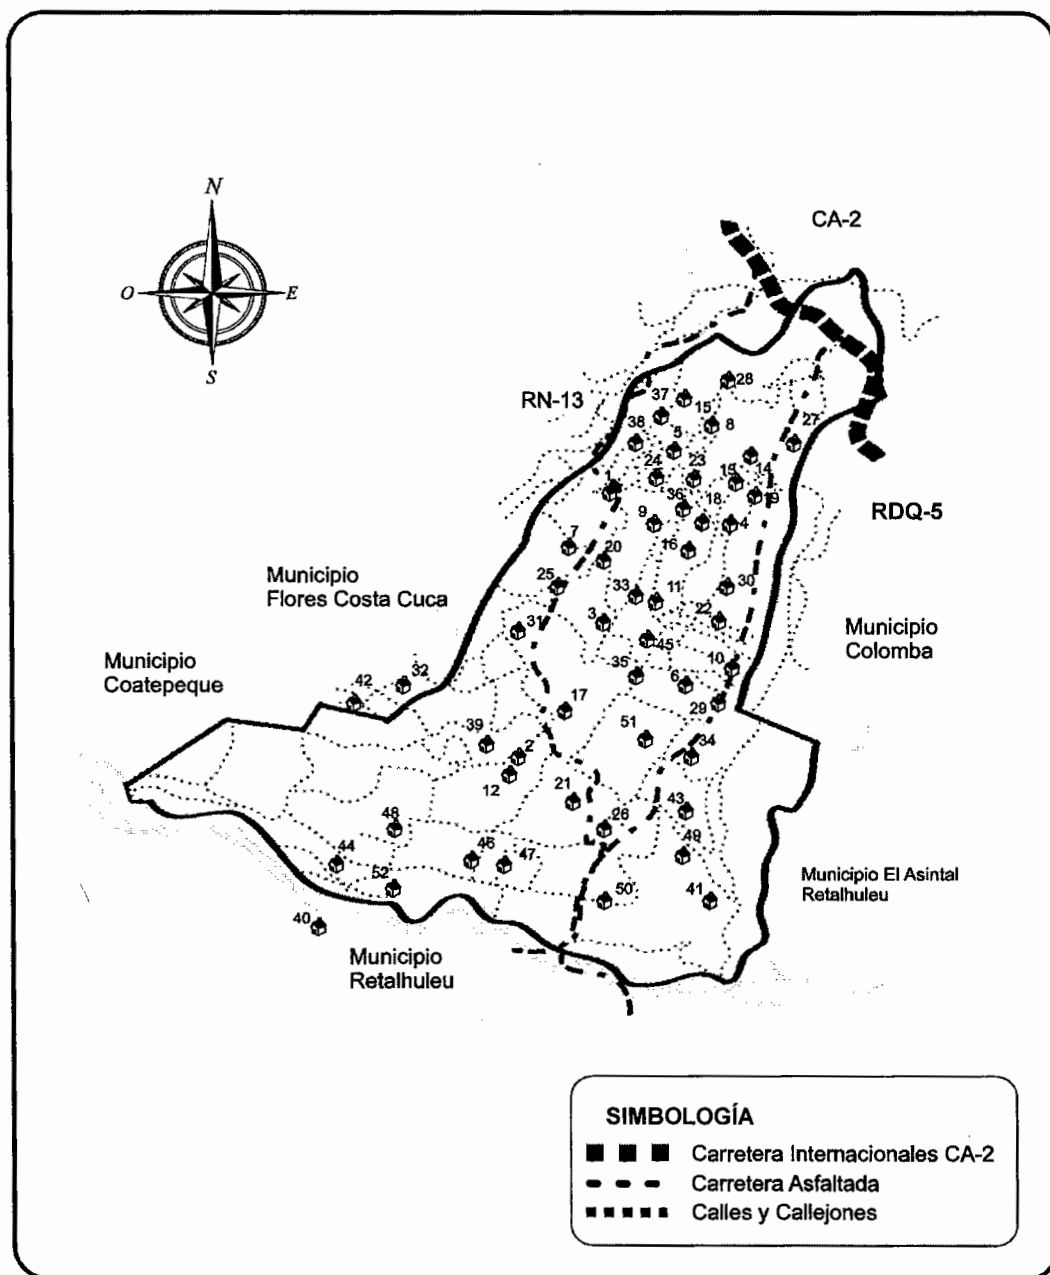 N
CA-2
O
E
S
28
37
RN-13
15
27
38
8
5
24
23
15
14
1
19
36
18
RDQ-5
9
4
7
16
20
Municipio
Flores Costa Cuca
25
30
33
11
31
3
22
Municipio
Colomba
45
Municipio
Coatepeque
10
35
32
6
42
29
17
39
51
2
34
12
21
43
48
26
49
44
46
47
Municipio El Asintal
Retalhuleu
52
50
41
40
Municipio
Retalhuleu
SIMBOLOGÍA
Carretera Internacionales CA-2
Carretera Asfaltada
Calles y Callejones